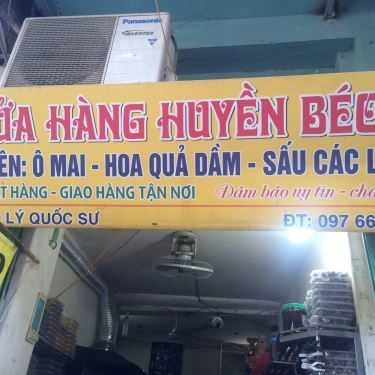 Panasonic
INVERTER
ỬA HÀNG HUYỀN BÉO
ÊN: Ô MAI - HOA QUẢ DẦM - SẤU CÁC L
T HÀNG - GIAO HÀNG TẬN NƠI Đảm bảo uy tín - chấ
LÝ QUỐC SƯ ĐT: 097 66